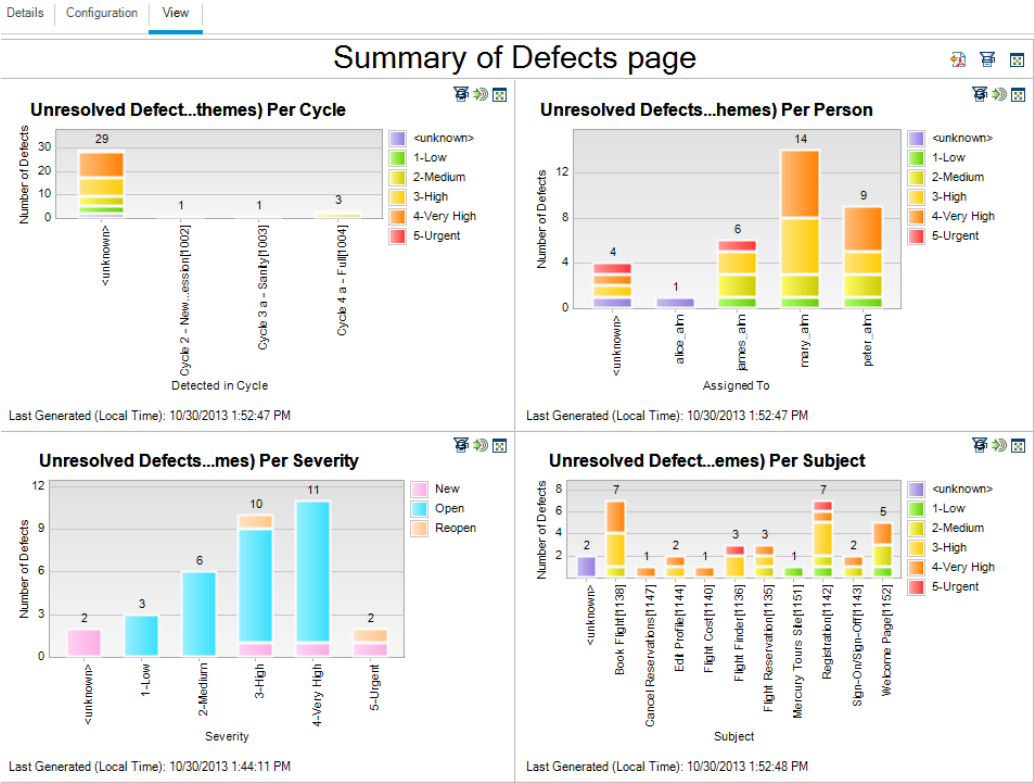 Details Configuration View
Summary of Defects page
Unresolved Defect...themes) Per Cycle
Number of Defects
30
20
10
0
29
1
1
3
<unknown>
Cycle 2 - New...ession[1002]
Cycle 3 a - Sanity[1003]
Cycle 4 a - Full[1004]
Detected in Cycle
<unknown>
1-Low
2-Medium
3-High
4-Very High
5-Urgent
Last Generated (Local Time): 10/30/2013 1:52:47 PM
Unresolved Defects...hemes) Per Person
Number of Defects
12
8
4
0
4
1
6
14
9
<unknown>
alice_alm
james_alm
mary_alm
peter_alm
Assigned To
<unknown>
1-Low
2-Medium
3-High
4-Very High
5-Urgent
Last Generated (Local Time): 10/30/2013 1:52:47 PM
Unresolved Defects...mes) Per Severity
Number of Defects
12
9
6
3
0
2
3
6
10
11
2
<unknown>
1-Low
2-Medium
3-High
4-Very High
5-Urgent
Severity
New
Open
Reopen
Last Generated (Local Time): 10/30/2013 1:44:11 PM
Unresolved Defect...emes) Per Subject
Number of Defects
8
6
4
2
2
7
1
2
1
3
3
1
7
2
5
<unknown>
Book Flight[1138]
Cancel Reservations[1147]
Edit Profile[1144]
Flight Cost[1140]
Flight Finder[1136]
Flight Reservation[1135]
Mercury Tours Site[1151]
Registration[1142]
Sign-On/Sign-Off[1143]
Welcome Page[1152]
Subject
<unknown>
1-Low
2-Medium
3-High
4-Very High
5-Urgent
Last Generated (Local Time): 10/30/2013 1:52:48 PM